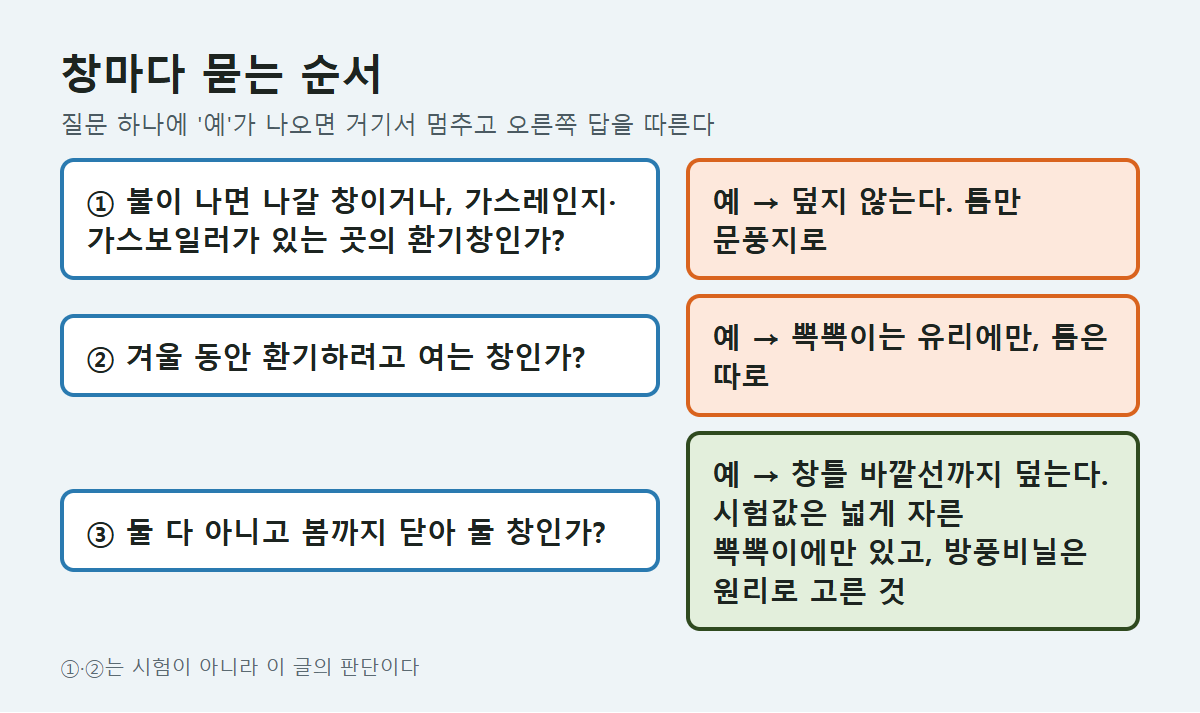 창마다 묻는 순서
질문 하나에 '예'가 나오면 거기서 멈추고 오른쪽 답을 따른다
① 불이 나면 나갈 창이거나, 가스레인지·
가스보일러가 있는 곳의 환기창인가?
예 → 덮지 않는다. 틈만
문풍지로
② 겨울 동안 환기하려고 여는 창인가?
예 → 뽁뽁이는 유리에만, 틈은
따로
③ 둘 다 아니고 봄까지 닫아 둘 창인가?
예 → 창틀 바깥선까지 덮는다.
시험값은 넓게 자른
뽁뽁이에만 있고, 방풍비닐은
원리로 고른 것
①·②는 시험이 아니라 이 글의 판단이다